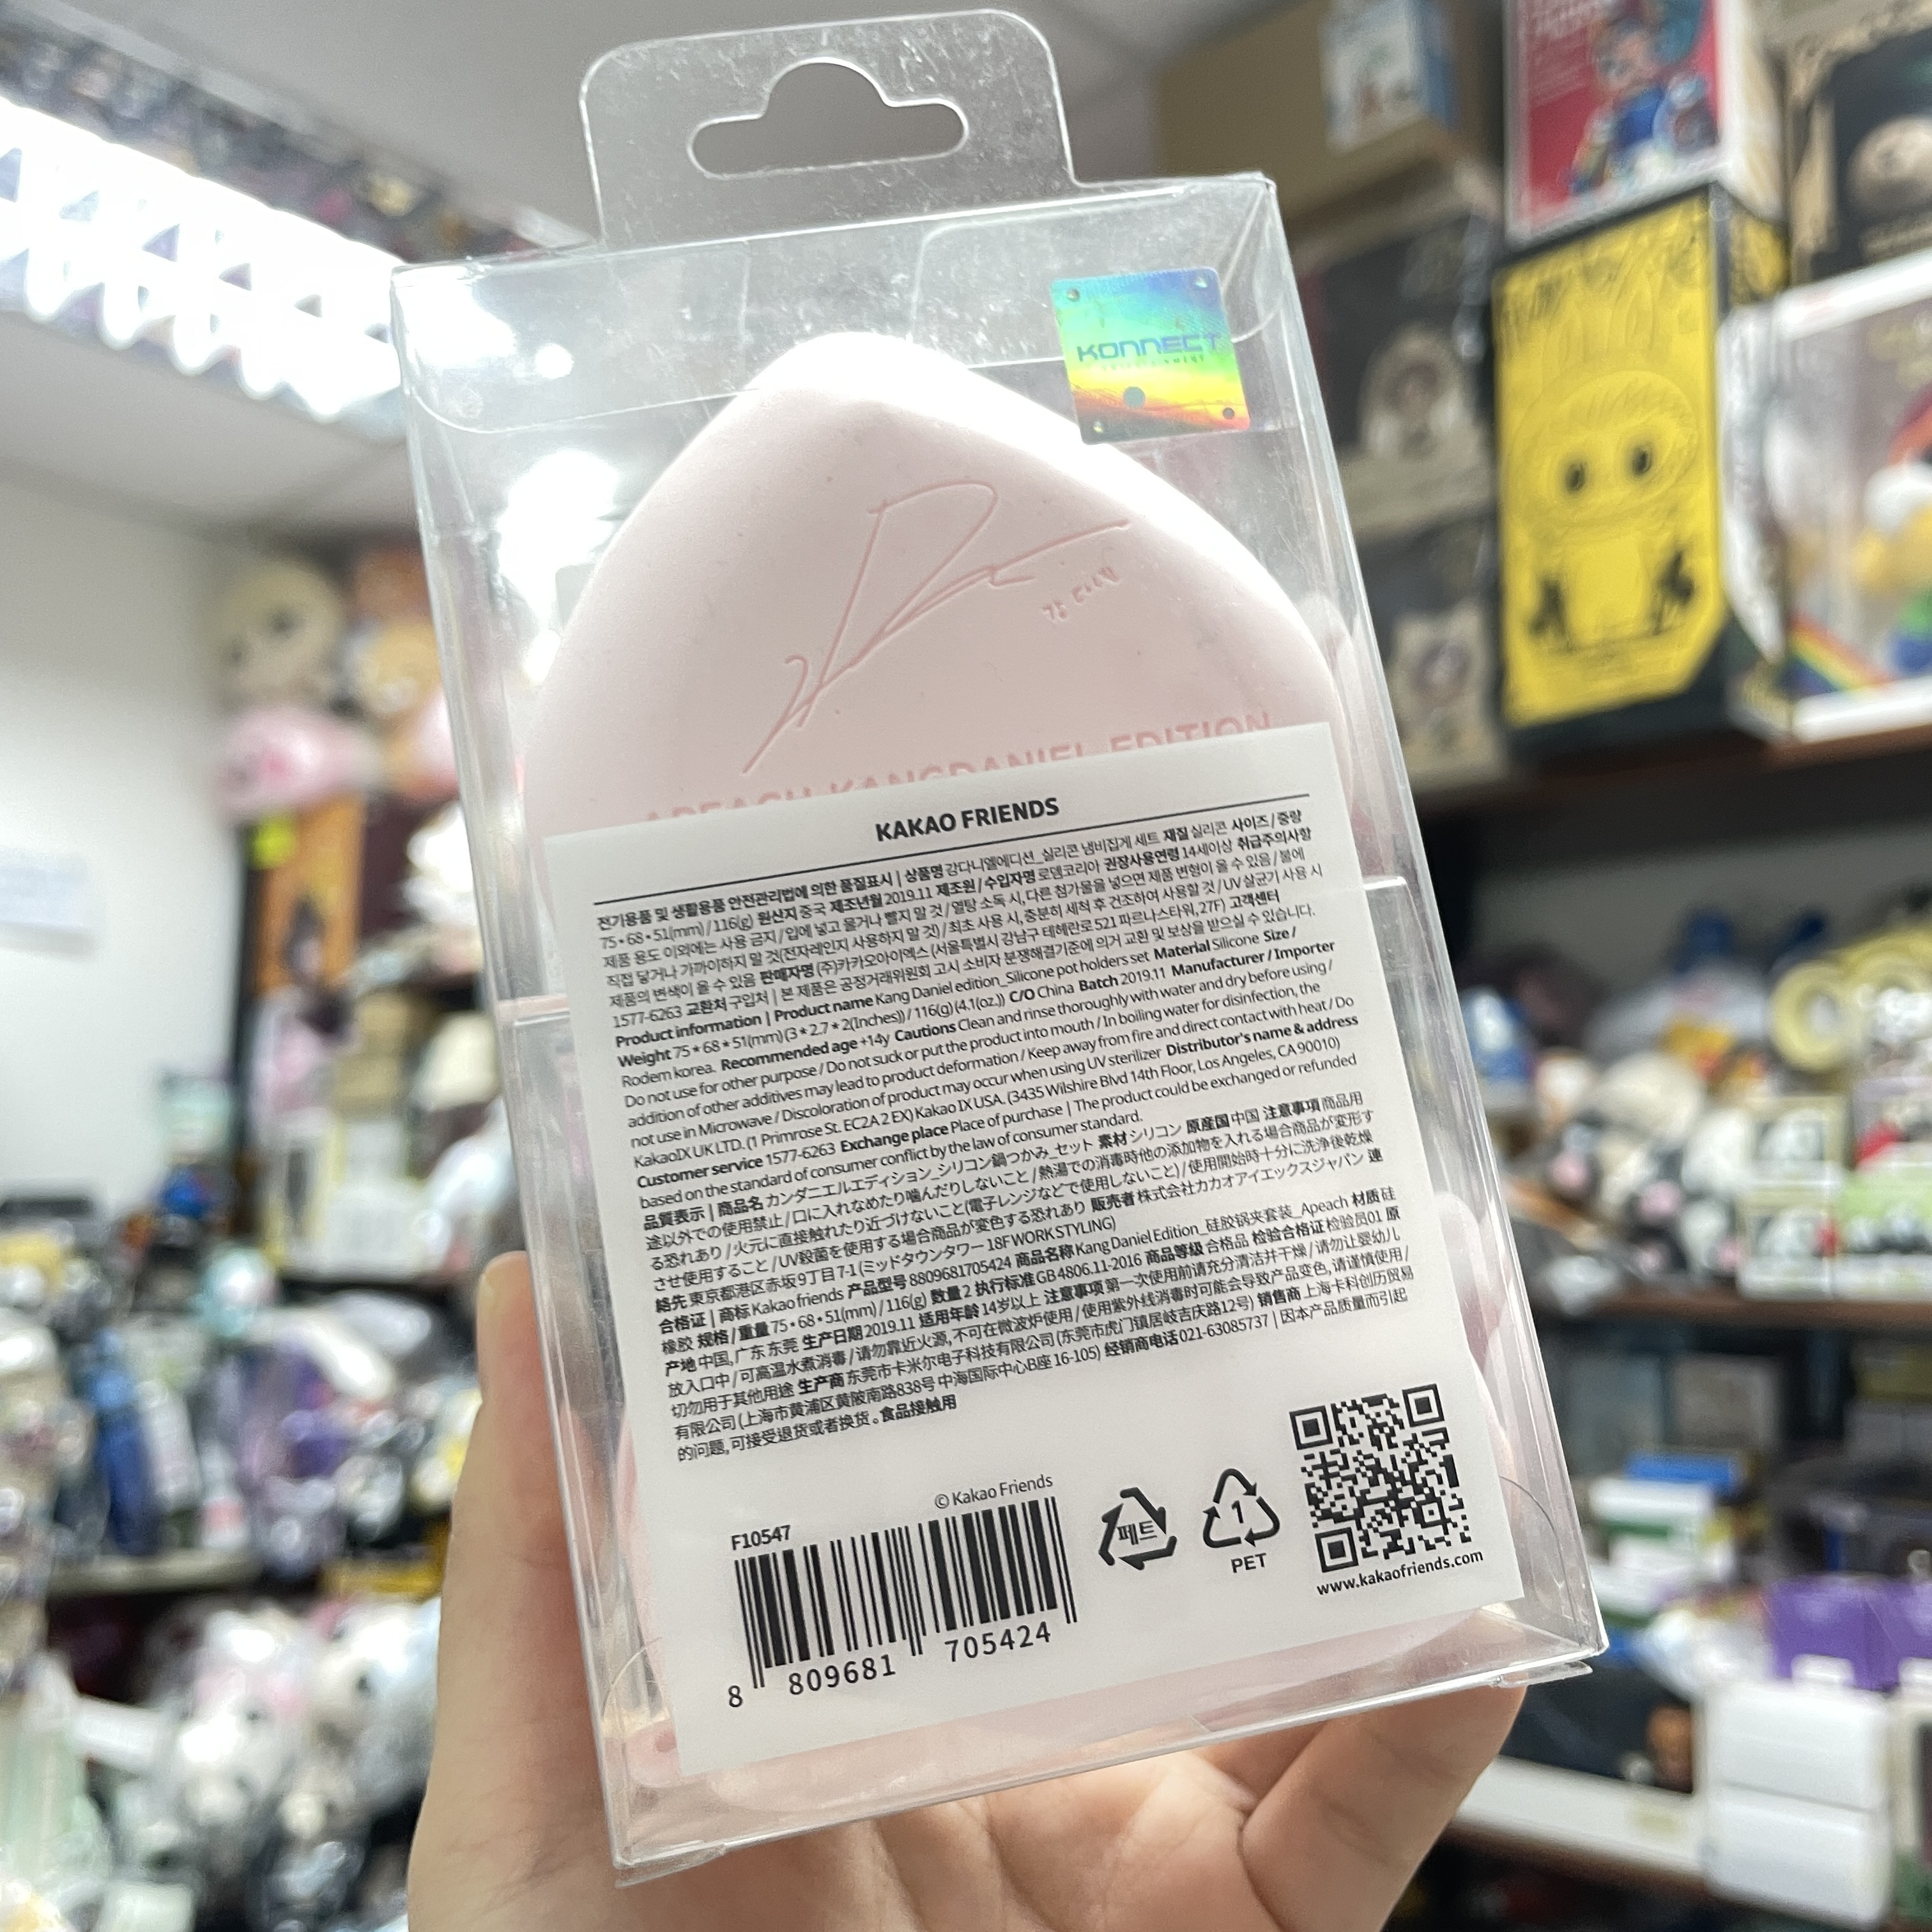 KONNECT
강다니엘
APEACH KANGDANIEL EDITION
KAKAO FRIENDS
전기용품 및 생활용품 안전관리법에 의한 품질표시 | 상품명 강다니엘에디션_실리콘 냄비집게 세트 재질 실리콘 사이즈 / 중량
75*68*51(mm) / 116(g) 원산지 중국 제조년월 2019.11 제조원 / 수입자명 로뎀코리아 권장사용연령 14세이상 취급주의사항
제품 용도 이외에는 사용 금지 / 입에 넣고 물거나 빨지 말 것 / 열탕 소독 시, 다른 첨가물을 넣으면 제품 변형이 올 수 있음 / 불에
직접 닿거나 가까이하지 말 것(전자레인지 사용하지 말 것) / 최초 사용 시, 충분히 세척 후 건조하여 사용할 것 / UV 살균기 사용 시
제품의 변색이 올 수 있음 판매자명 (주)카카오아이엑스 (서울특별시 강남구 테헤란로 521 파르나스타워, 27F) 고객센터
1577-6263 교환처 구입처 | 본 제품은 공정거래위원회 고시 소비자 분쟁해결기준에 의거 교환 및 보상을 받으실 수 있습니다.
Product information | Product name Kang Daniel edition_Silicone pot holders set Material Silicone Size /
Weight 75*68*51(mm) (3*2.7*2(Inches)) / 116(g) (4.1(oz.)) C/O China Batch 2019.11 Manufacturer / Importer
Rodem korea. Recommended age +14y Cautions Clean and rinse thoroughly with water and dry before using /
Do not use for other purpose / Do not suck or put the product into mouth / In boiling water for disinfection, the
addition of other additives may lead to product deformation / Keep away from fire and direct contact with heat / Do
not use in Microwave / Discoloration of product may occur when using UV sterilizer Distributor's name & address
KakaoIX UK LTD. (1 Primrose St. EC2A 2 EX) Kakao IX USA. (3435 Wilshire Blvd 14th Floor, Los Angeles, CA 90010)
Customer service 1577-6263 Exchange place Place of purchase | The product could be exchanged or refunded
based on the standard of consumer conflict by the law of consumer standard.
品質表示 | 商品名 カンダニエルエディション_シリコン鍋つかみ_セット 素材 シリコン 原産国 中国 注意事項 商品用
途以外での使用禁止 / 口に入れなめたり噛んだりしないこと / 熱湯での消毒時他の添加物を入れる場合商品が変形す
る恐れあり / 火元に直接触れたり近づけないこと(電子レンジなどで使用しないこと) / 使用開始時十分に洗浄後乾燥
させ使用すること / UV殺菌を使用する場合商品が変色する恐れあり 販売者 株式会社カカオアイエックスジャパン 連
絡先 東京都港区赤坂9丁目7-1 (ミッドタウンタワー 18F WORK STYLING)
合格证 | 商标 Kakao friends 产品型号 8809681705424 商品名称 Kang Daniel Edition_硅胶锅夹套装_Apeach 材质 硅
橡胶 规格 / 重量 75*68*51(mm) / 116(g) 数量 2 执行标准 GB 4806.11-2016 商品等级 合格品 检验合格证 检验员01 原
产地 中国, 广东 东莞 生产日期 2019.11 适用年龄 14岁以上 注意事项 第一次使用前请充分清洁并干燥 / 请勿让婴幼儿
放入口中 / 可高温水煮消毒 / 请勿靠近火源, 不可在微波炉使用 / 使用紫外线消毒时可能会导致产品变色, 请谨慎使用 /
切勿用于其他用途 生产商 东莞市卡米尔电子科技有限公司 (东莞市虎门镇居岐吉庆路12号) 销售商 上海卡科创历贸易
有限公司 (上海市黄浦区黄陂南路838号 中海国际中心B座 16-105) 经销商电话 021-63085737 | 因本产品质量而引起
的问题, 可接受退货或者换货。食品接触用
© Kakao Friends
F10547
8 809681 705424
페트
1
PET
www.kakaofriends.com